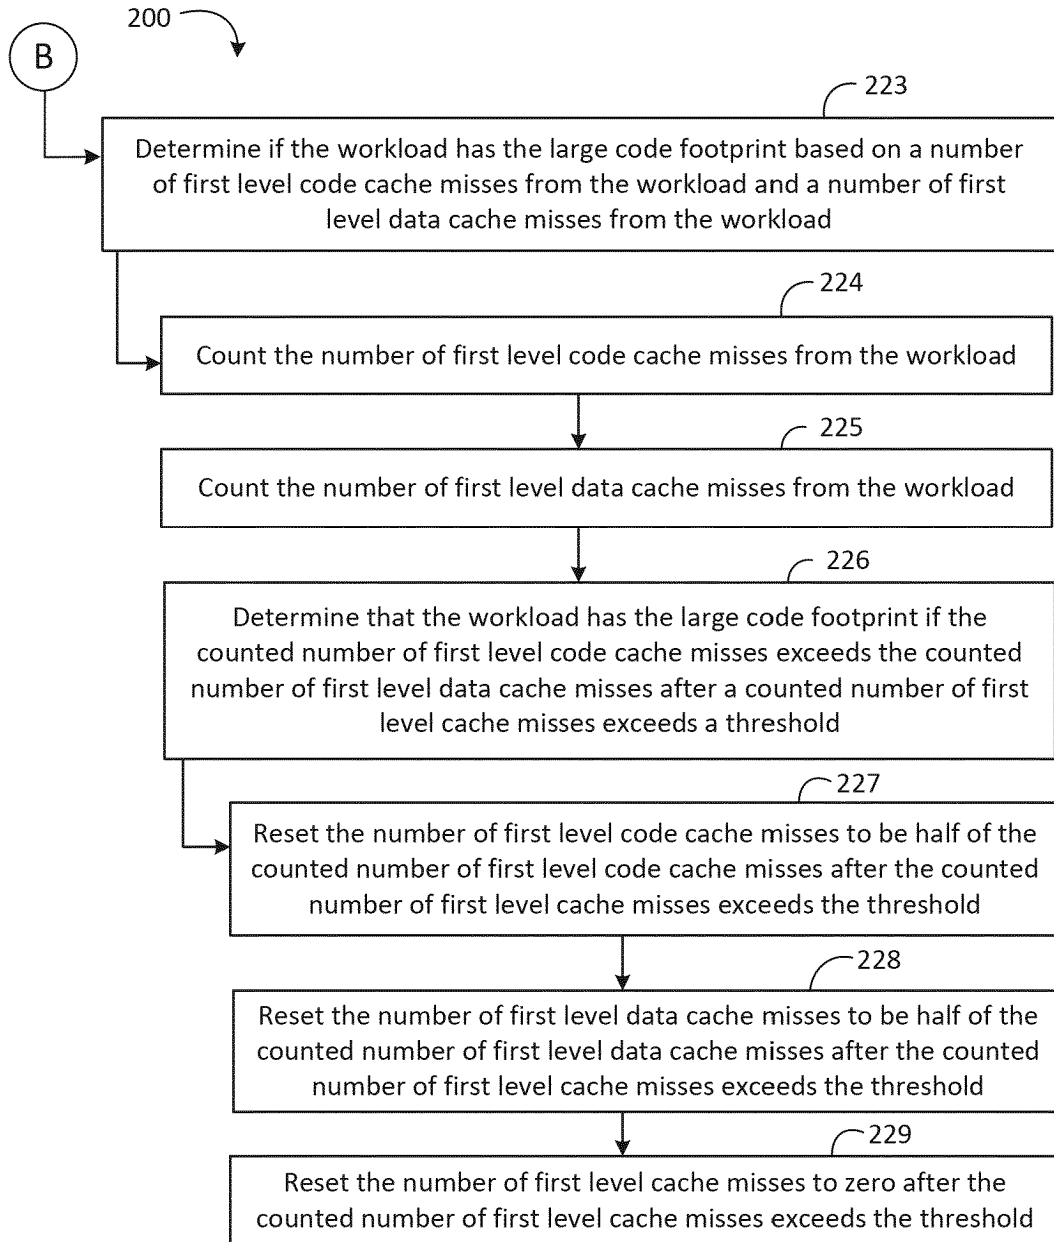 200
B
223
Determine if the workload has the large code footprint based on a number
of first level code cache misses from the workload and a number of first
level data cache misses from the workload
224
Count the number of first level code cache misses from the workload
225
Count the number of first level data cache misses from the workload
226
Determine that the workload has the large code footprint if the
counted number of first level code cache misses exceeds the counted
number of first level data cache misses after a counted number of first
level cache misses exceeds a threshold
227
Reset the number of first level code cache misses to be half of the
counted number of first level code cache misses after the counted
number of first level cache misses exceeds the threshold
228
Reset the number of first level data cache misses to be half of the
counted number of first level data cache misses after the counted
number of first level cache misses exceeds the threshold
229
Reset the number of first level cache misses to zero after the
counted number of first level cache misses exceeds the threshold